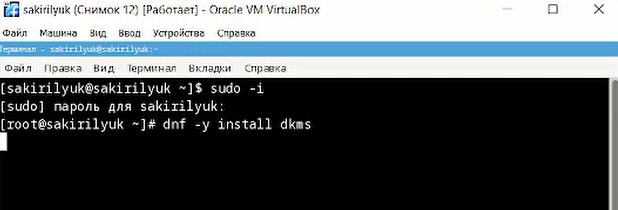 sakirilyuk (Снимок 12) [Работает] - Oracle VM VirtualBox
Файл Машина Вид Ввод Устройства Справка
Терминал - sakirilyuk@sakirilyuk:~
Файл Правка Вид Терминал Вкладки Справка
[sakirilyuk@sakirilyuk ~]$ sudo -i
[sudo] пароль для sakirilyuk:
[root@sakirilyuk ~]# dnf -y install dkms